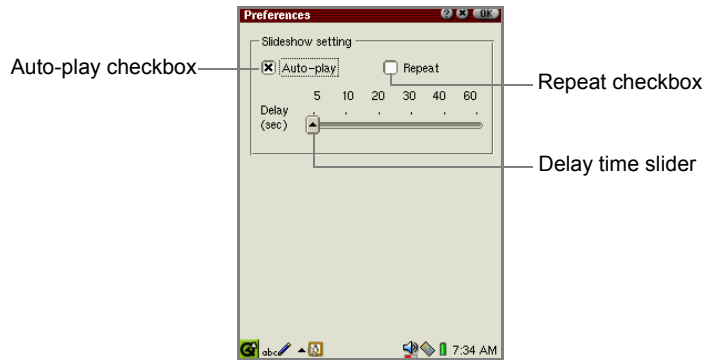 Preferences ? × OK
Slideshow setting
Auto-play checkbox
Auto-play Repeat
Repeat checkbox
5 10 20 30 40 60
Delay
(sec)
Delay time slider
abc 7:34 AM